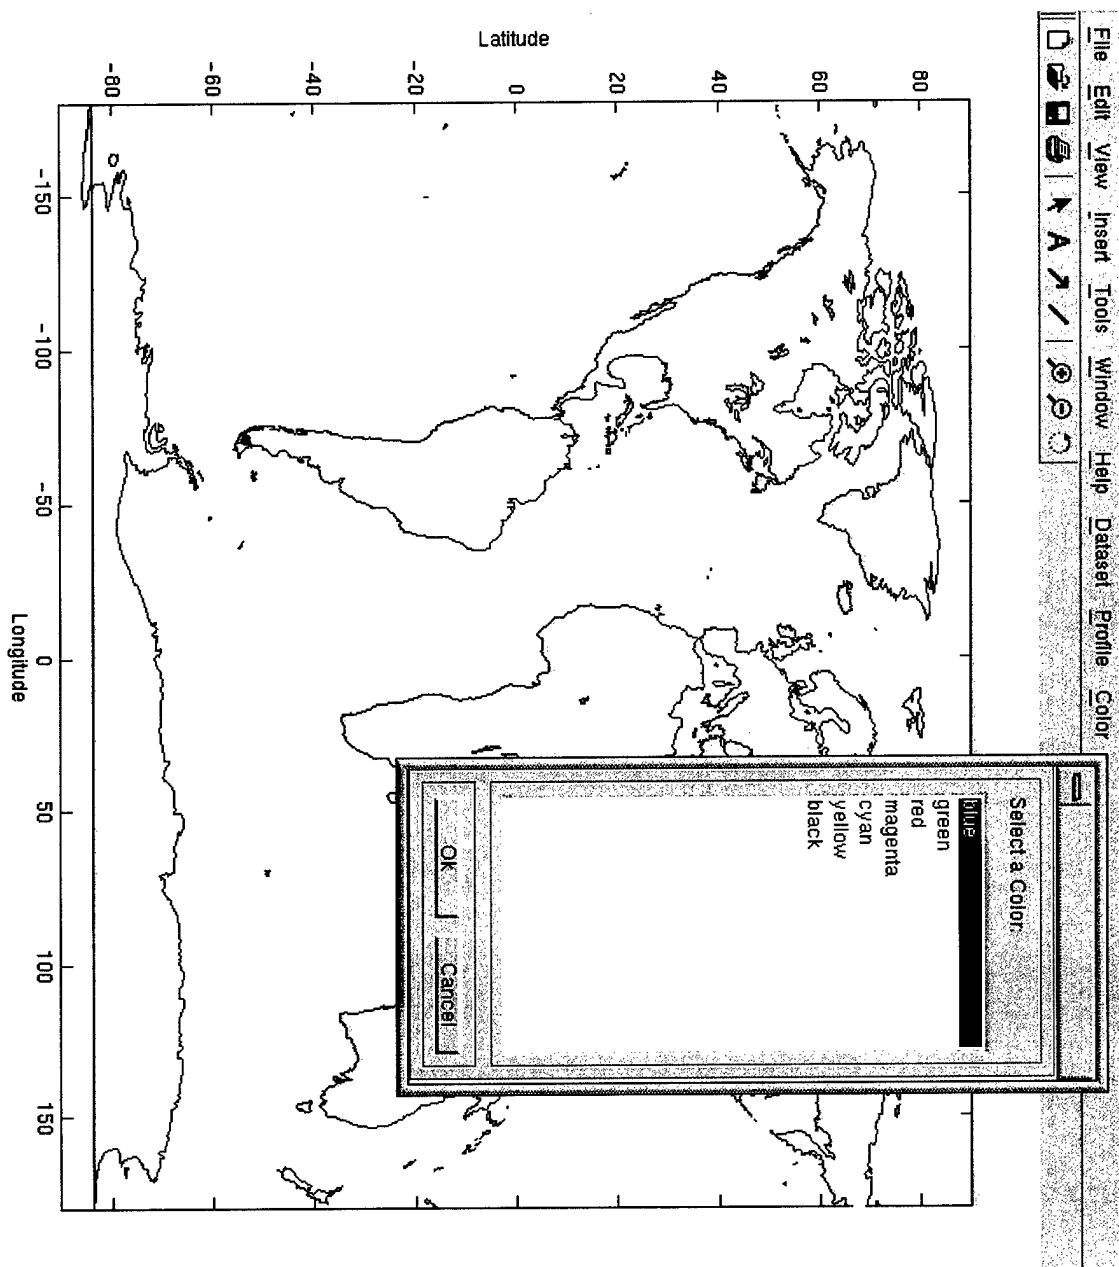 File Edit View Insert Tools Window Help Dataset Profile Color
A
Select a Color:
blue
green
red
magenta
cyan
yellow
black
Ok Cancel
Latitude
80
60
40
20
0
-20
-40
-60
-80
-150 -100 -50 0 50 100 150
Longitude